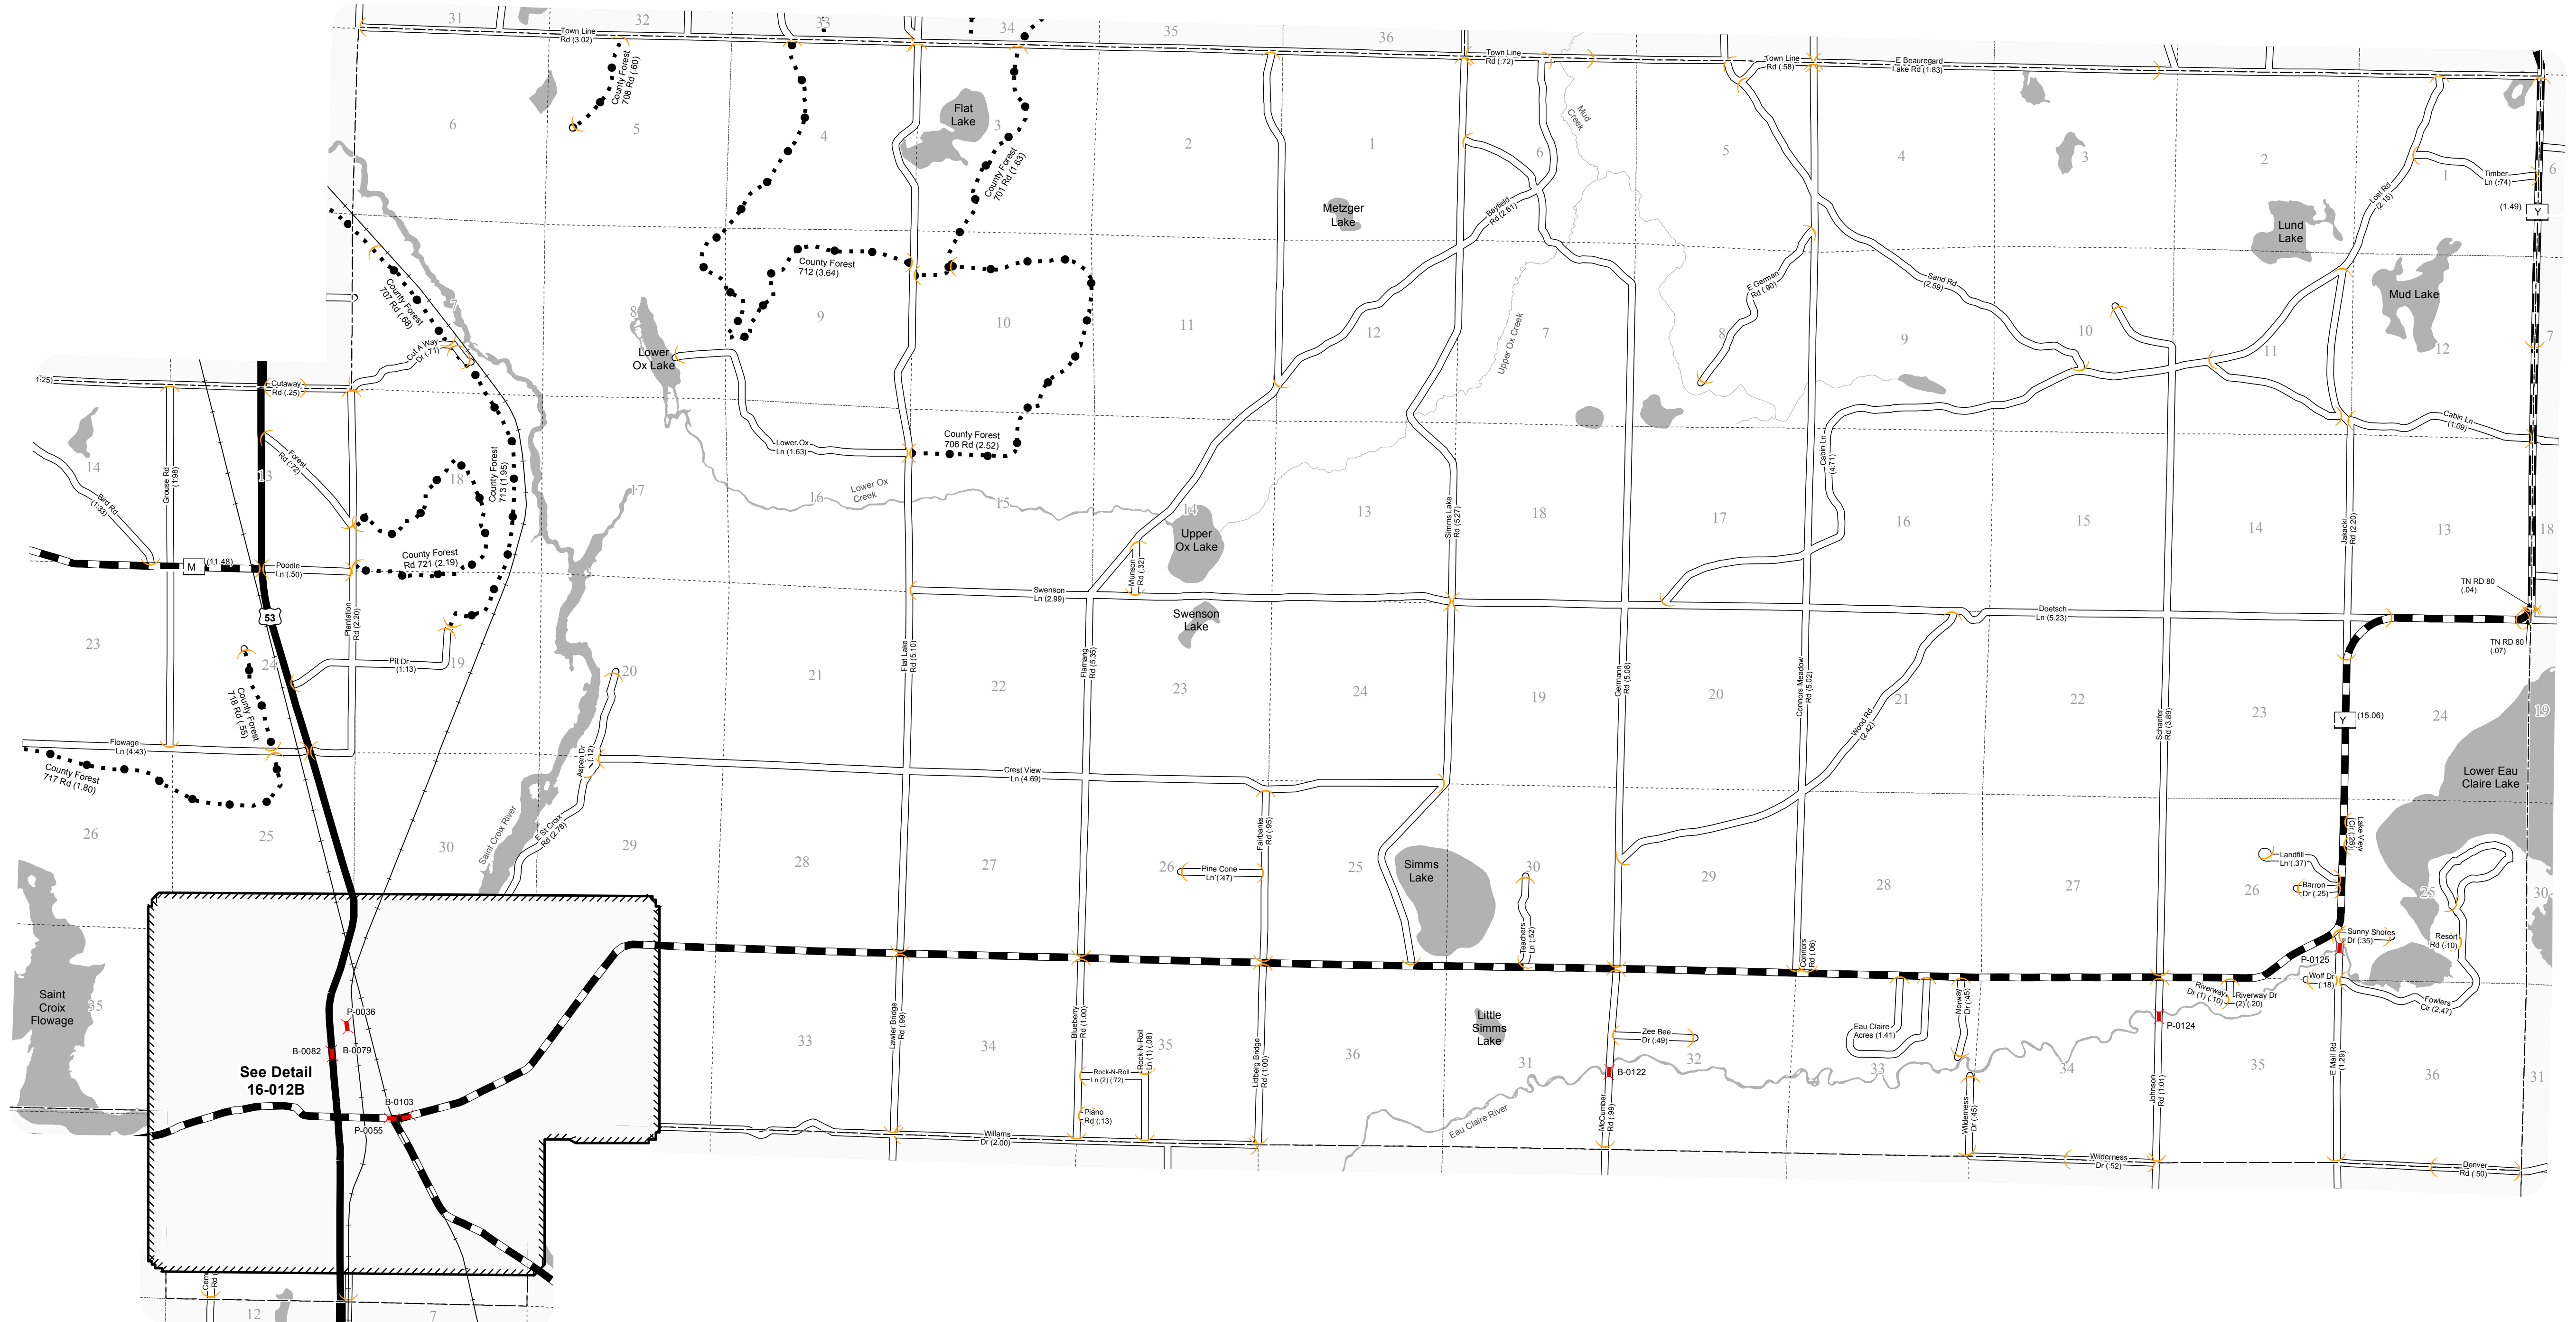 31
32
33
34
35
36
Town Line
Rd (3.02)
Town Line
Rd (.72)
Town Line
Rd (.58)
E Beauregard
Lake Rd (1.83)
County Forest
708 Rd (.60)
6
5
4
Flat
Lake
3
County Forest
701 Rd (1.63)
2
1
Metzger
Lake
6
Mud
Creek
5
4
3
2
1
6
Timber
Ln (.74)
Lost Rd
(2.15)
(1.49)
Y
Bayfield
Rd (2.61)
Lund
Lake
Mud Lake
County Forest
712 (3.64)
County Forest
707 Rd (.68)
7
8
9
10
11
12
7
Upper Ox Creek
E German
Rd (.90)
8
Sand Rd
(2.59)
9
10
11
12
7
Cut A Way
Dr (.71)
Lower
Ox Lake
1.25)
Cutaway
Rd (.25)
Lower Ox
Ln (1.63)
County Forest
706 Rd (2.52)
Cabin Ln
(4.71)
Cabin Ln
(1.09)
14
Bird Rd
(1.33)
Grouse Rd
(1.98)
13
Forest
Rd (.72)
18
County Forest
713 (1.95)
17
16
Lower Ox
Creek
15
14
Upper
Ox Lake
13
Simms Lake
Rd (5.27)
18
17
16
15
14
Jakacki
Rd (2.20)
13
18
M
(11.48)
Poodle
Ln (.50)
County Forest
Rd 721 (2.19)
Munson
Rd (.32)
Swenson
Ln (2.99)
TN RD 80
(.04)
Doetsch
Ln (5.23)
TN RD 80
(.07)
53
Plantation
Rd (2.20)
Swenson
Lake
23
24
Pit Dr
(1.13)
19
20
21
Flat Lake
Rd (5.10)
22
Flamang
Rd (5.35)
23
24
19
Germann
Rd (5.08)
20
Connors Meadow
Rd (5.02)
21
Wood Rd
(2.42)
22
Schaefer
Rd (3.89)
23
Y
(15.06)
24
19
County Forest
718 Rd (.55)
Flowage
Ln (4.43)
County Forest
717 Rd (1.80)
Aspen Dr
(.12)
Crest View
Ln (4.69)
Lower Eau
Claire Lake
26
25
30
Saint Croix River
E St Croix
Rd (2.78)
29
28
27
26
Pine Cone
Ln (.47)
Fairbanks
Rd (.95)
25
Simms
Lake
30
Teachers
Ln (.52)
29
28
Connors
Rd (.06)
27
26
Landfill
Ln (.37)
Barron
Dr (.25)
Lake View
Cir (.26)
25
30
Sunny Shores
Dr (.35)
Resort
Rd (.10)
P-0125
Wolf Dr
(.18)
Fowlers
Cir (2.47)
Saint
Croix
Flowage
35
P-0036
B-0082
B-0079
See Detail
16-012B
B-0103
P-0055
33
Lawler Bridge
Rd (.99)
34
Blueberry
Rd (1.00)
Rock-N-Roll
Ln (1) (.08)
35
Rock-N-Roll
Ln (2) (.72)
Piano
Rd (.13)
Lidberg Bridge
Rd (1.00)
36
Little
Simms
Lake
31
Zee Bee
Dr (.49)
32
B-0122
McCumber
Rd (.99)
Eau Claire River
Eau Claire
Acres (1.41)
33
Norway
Dr (.45)
34
Wilderness
Dr (.45)
Riverway
Dr (1) (.10)
Riverway Dr
(2) (.20)
P-0124
Johnson
Rd (1.01)
35
E Mail Rd
(1.29)
36
31
Willams
Dr (2.00)
Wilderness
Dr (.52)
Denver
Rd (.50)
Cem
Rd (
12
7